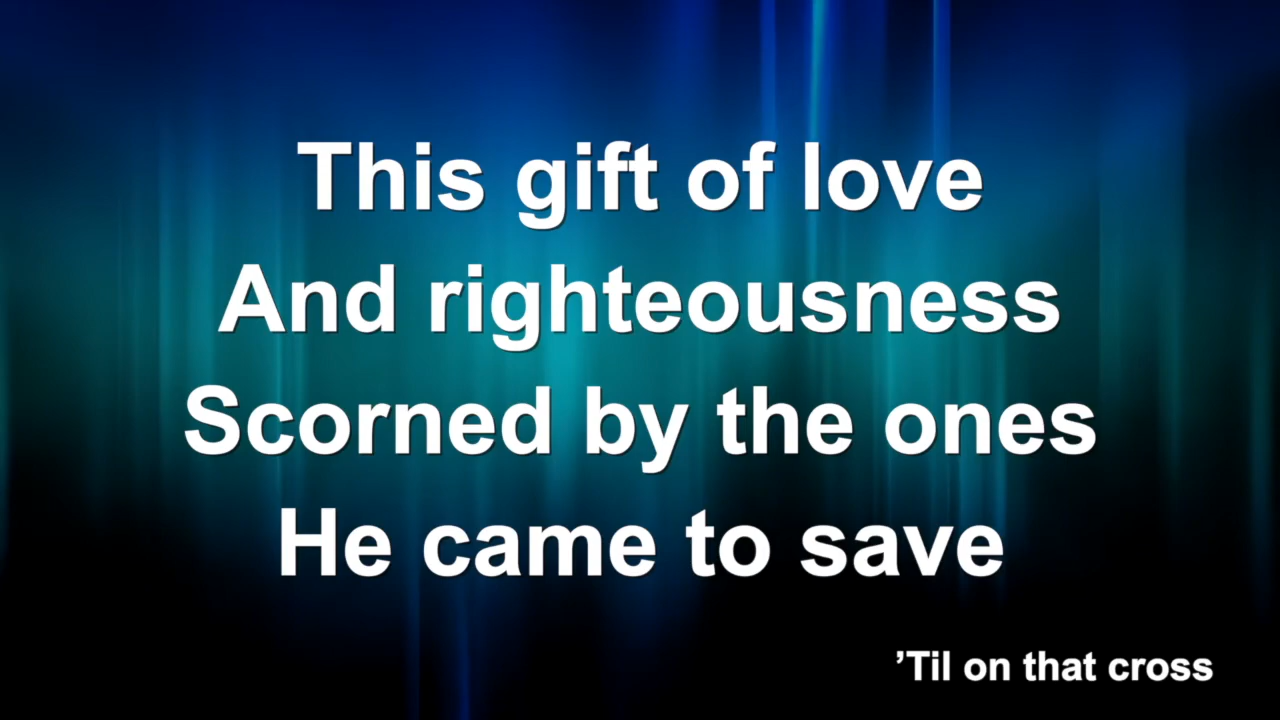 This gift of love
And righteousness
Scorned by the ones
He came to save
’Til on that cross